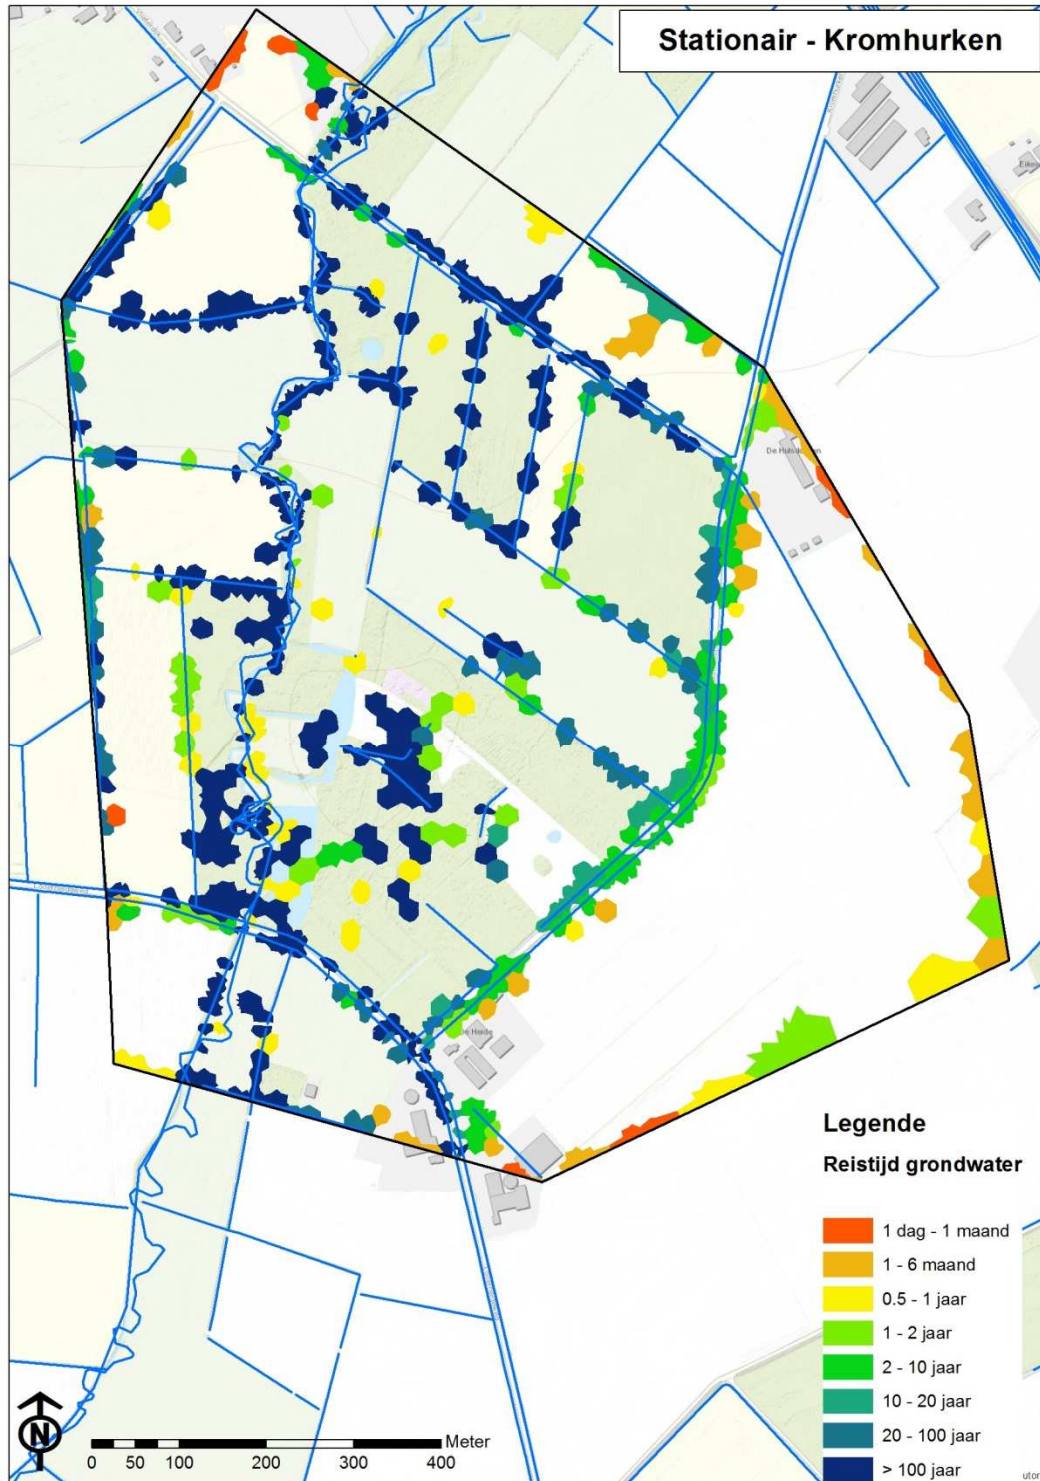 Stationair - Kromhurken
De Heide
Legende
Reistijd grondwater
1 dag - 1 maand
1 - 6 maand
0.5 - 1 jaar
1 - 2 jaar
2 - 10 jaar
10 - 20 jaar
20 - 100 jaar
> 100 jaar
N
Meter
0 50 100 200 300 400